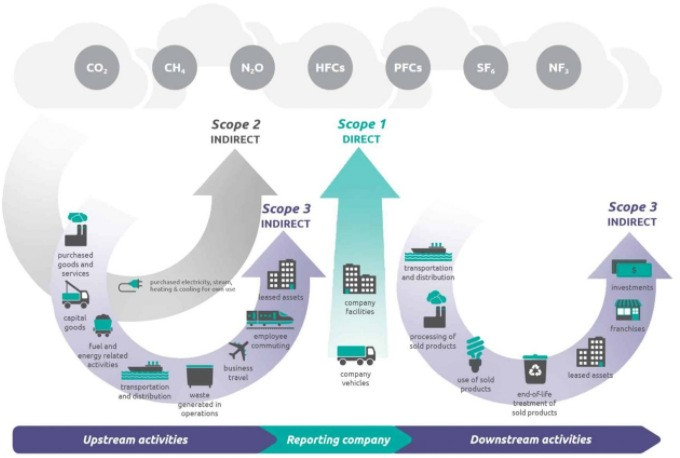 CO₂
CH₄
N₂O
HFCs
PFCs
SF₆
NF₃
Scope 2
INDIRECT
Scope 1
DIRECT
Scope 3
INDIRECT
Scope 3
INDIRECT
purchased
goods and
services
capital
goods
fuel and
energy related
activities
transportation
and distribution
waste
generated in
operations
business
travel
employee
commuting
leased assets
purchased electricity, steam,
heating & cooling for own use
company
facilities
company
vehicles
transportation
and distribution
processing of
sold products
use of sold
products
end-of-life
treatment of
sold products
leased assets
franchises
$
investments
Upstream activities
Reporting company
Downstream activities